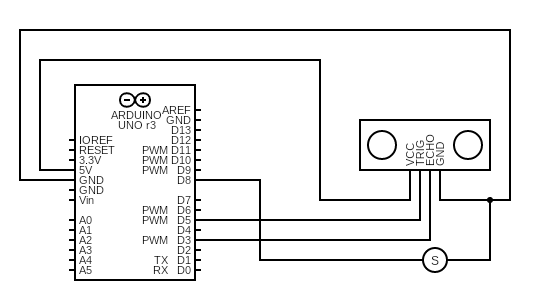 ARDUINO
UNO r3
AREF
GND
D13
D12
PWM D11
PWM D10
PWM D9
D8
D7
PWM D6
PWM D5
D4
PWM D3
D2
TX D1
RX D0
IOREF
RESET
3.3V
5V
GND
GND
Vin
A0
A1
A2
A3
A4
A5
VCC
TRIG
ECHO
GND
S